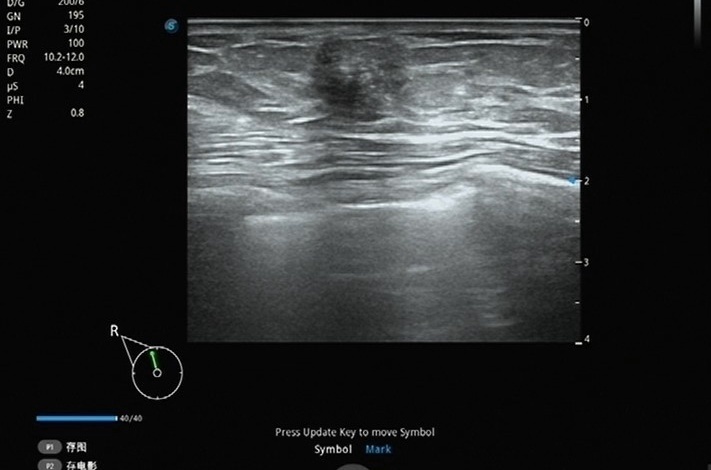 D/G 200/6
GN 195
I/P 3/10
PWR 100
FRQ 10.2-12.0
D 4.0cm
µS 4
PHI
Z 0.8
0
1
2
3
4
R
40/40
Press Update Key to move Symbol
Symbol Mark
P1 存图
P2 存电影